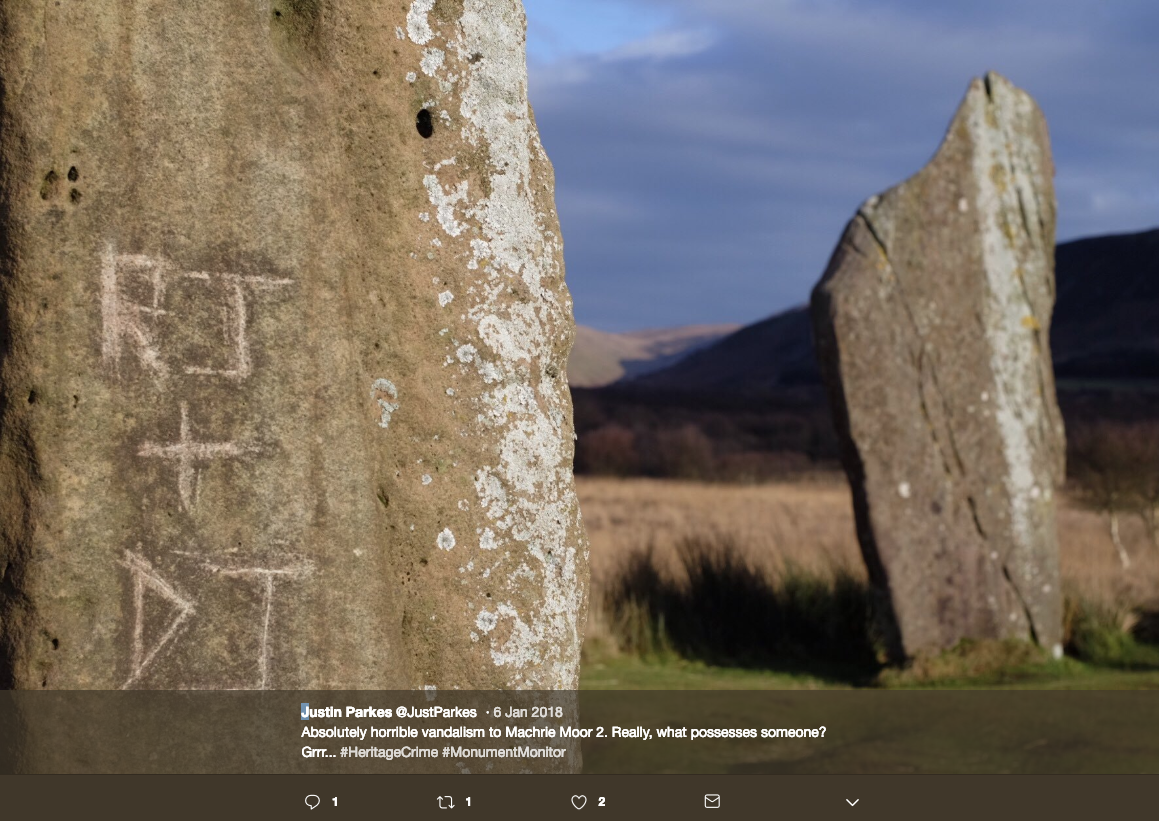 RJ
+
DT
Justin Parkes @JustParkes · 6 Jan 2018
Absolutely horrible vandalism to Machrie Moor 2. Really, what possesses someone?
Grrr... #HeritageCrime #MonumentMonitor
1 1 2